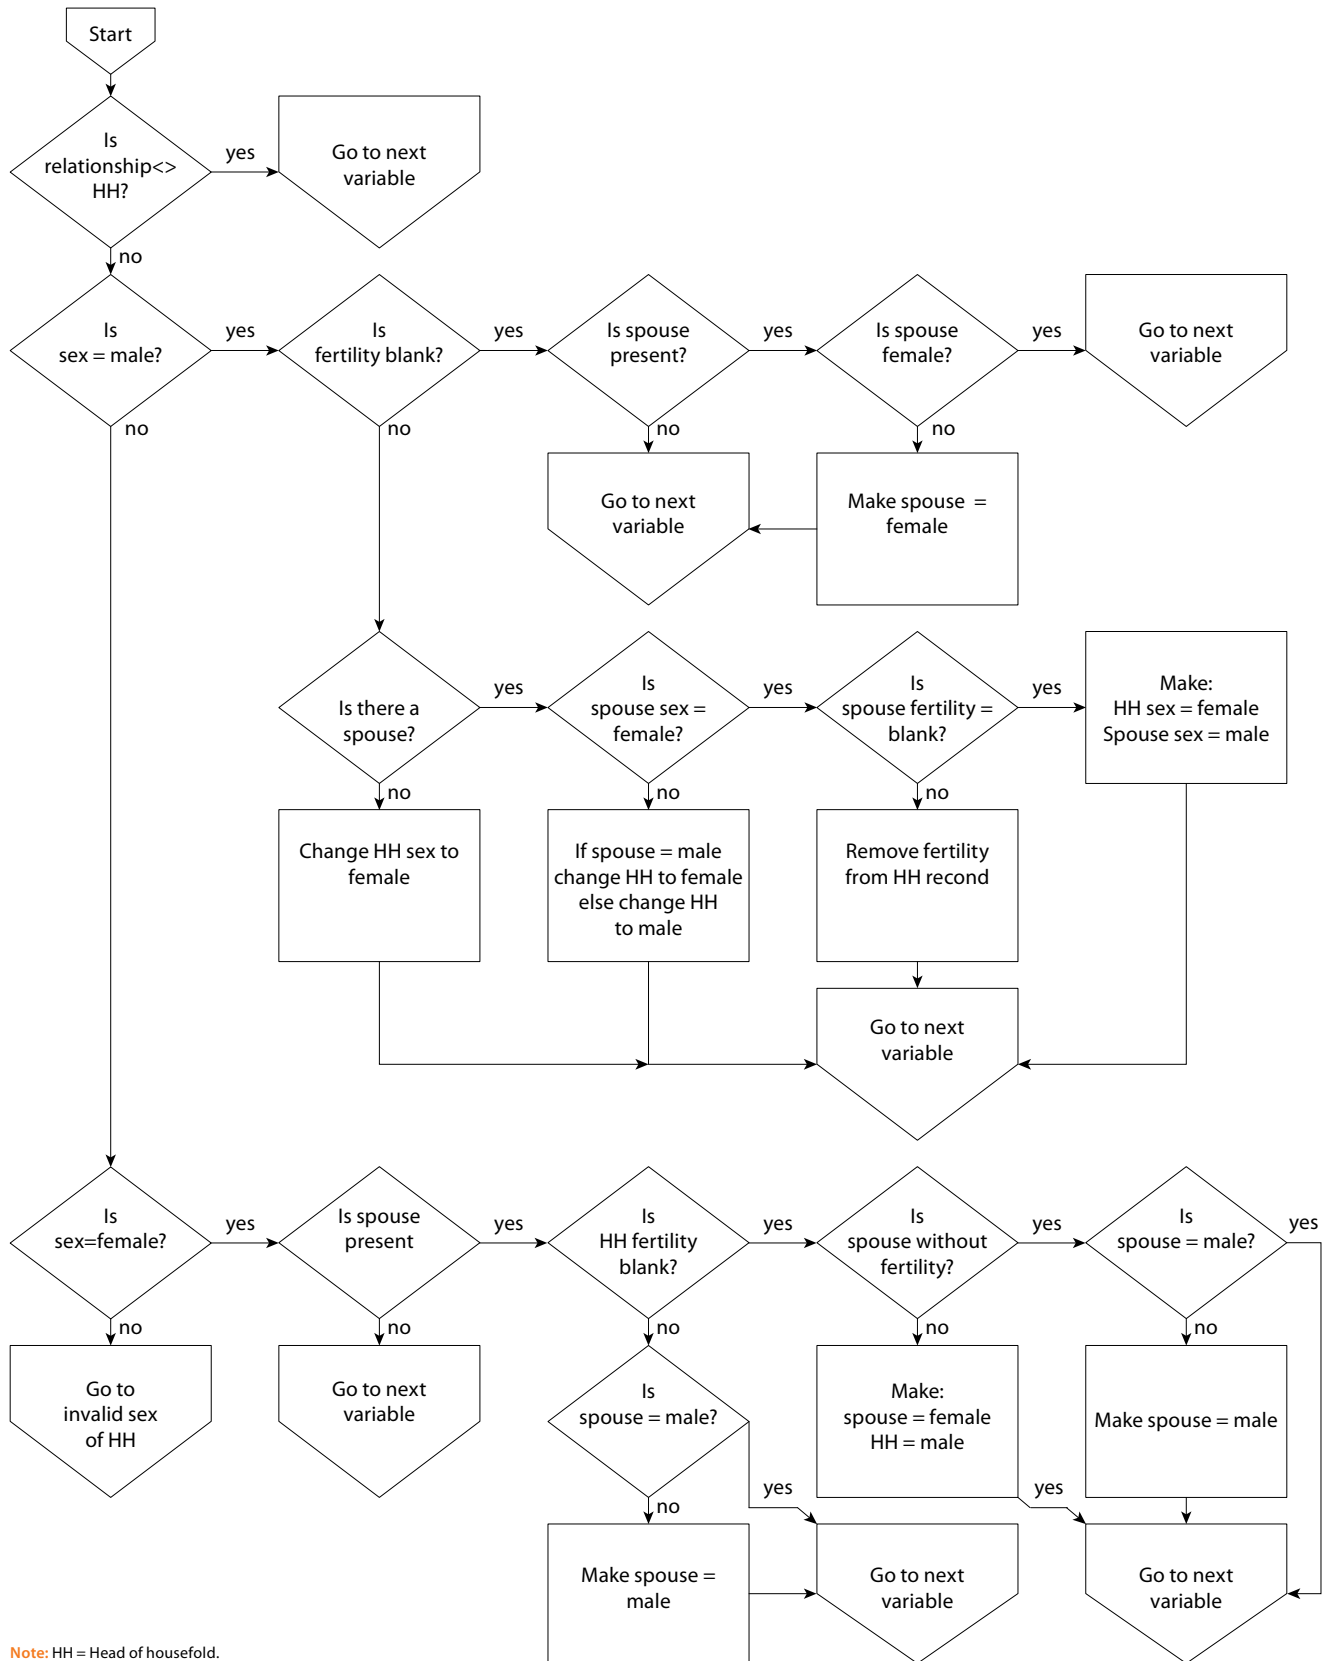 Start
Is
relationship<>
HH?
yes
Go to next
variable
no
Is
sex = male?
yes
Is
fertility blank?
yes
Is spouse
present?
yes
Is spouse
female?
yes
Go to next
variable
no
no
no
no
Go to next
variable
Make spouse =
female
Is there a
spouse?
yes
Is
spouse sex =
female?
yes
Is
spouse fertility =
blank?
yes
Make:
HH sex = female
Spouse sex = male
no
no
no
Change HH sex to
female
If spouse = male
change HH to female
else change HH
to male
Remove fertility
from HH recond
Go to next
variable
Is
sex=female?
yes
Is spouse
present
yes
Is
HH fertility
blank?
yes
Is
spouse without
fertility?
yes
Is
spouse = male?
yes
no
no
no
no
no
Go to
invalid sex
of HH
Go to next
variable
Is
spouse = male?
Make:
spouse = female
HH = male
Make spouse = male
yes
yes
no
Make spouse =
male
Go to next
variable
Go to next
variable
Note: HH = Head of housefold.